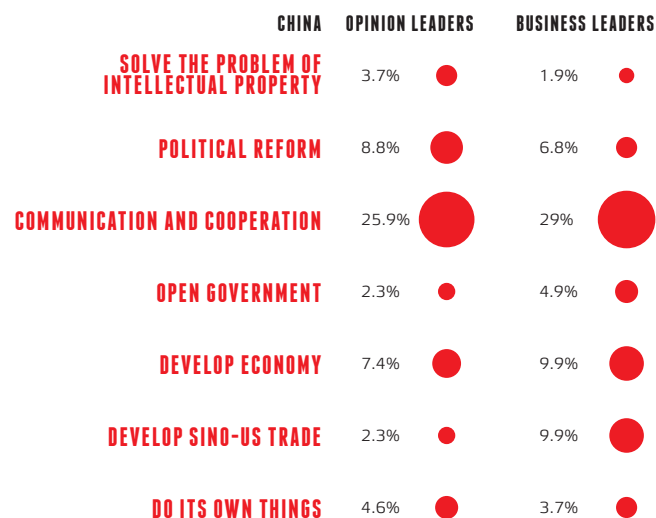 CHINA OPINION LEADERS BUSINESS LEADERS
SOLVE THE PROBLEM OF
INTELLECTUAL PROPERTY 3.7% 1.9%
POLITICAL REFORM 8.8% 6.8%
COMMUNICATION AND COOPERATION 25.9% 29%
OPEN GOVERNMENT 2.3% 4.9%
DEVELOP ECONOMY 7.4% 9.9%
DEVELOP SINO-US TRADE 2.3% 9.9%
DO ITS OWN THINGS 4.6% 3.7%